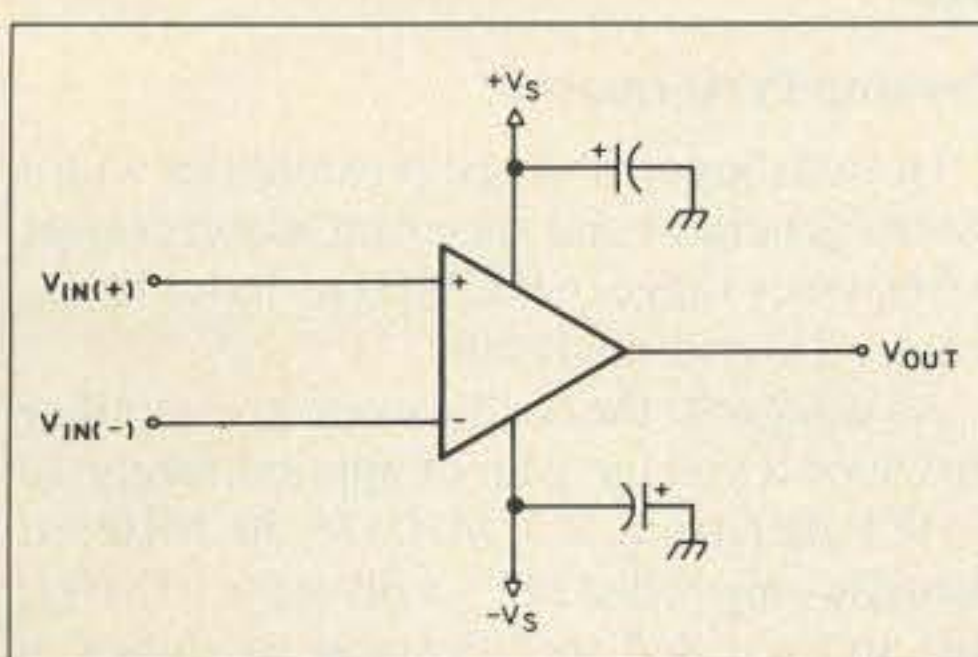 +VS
+
VIN(+)
+
VOUT
VIN(-)
-
+
-VS